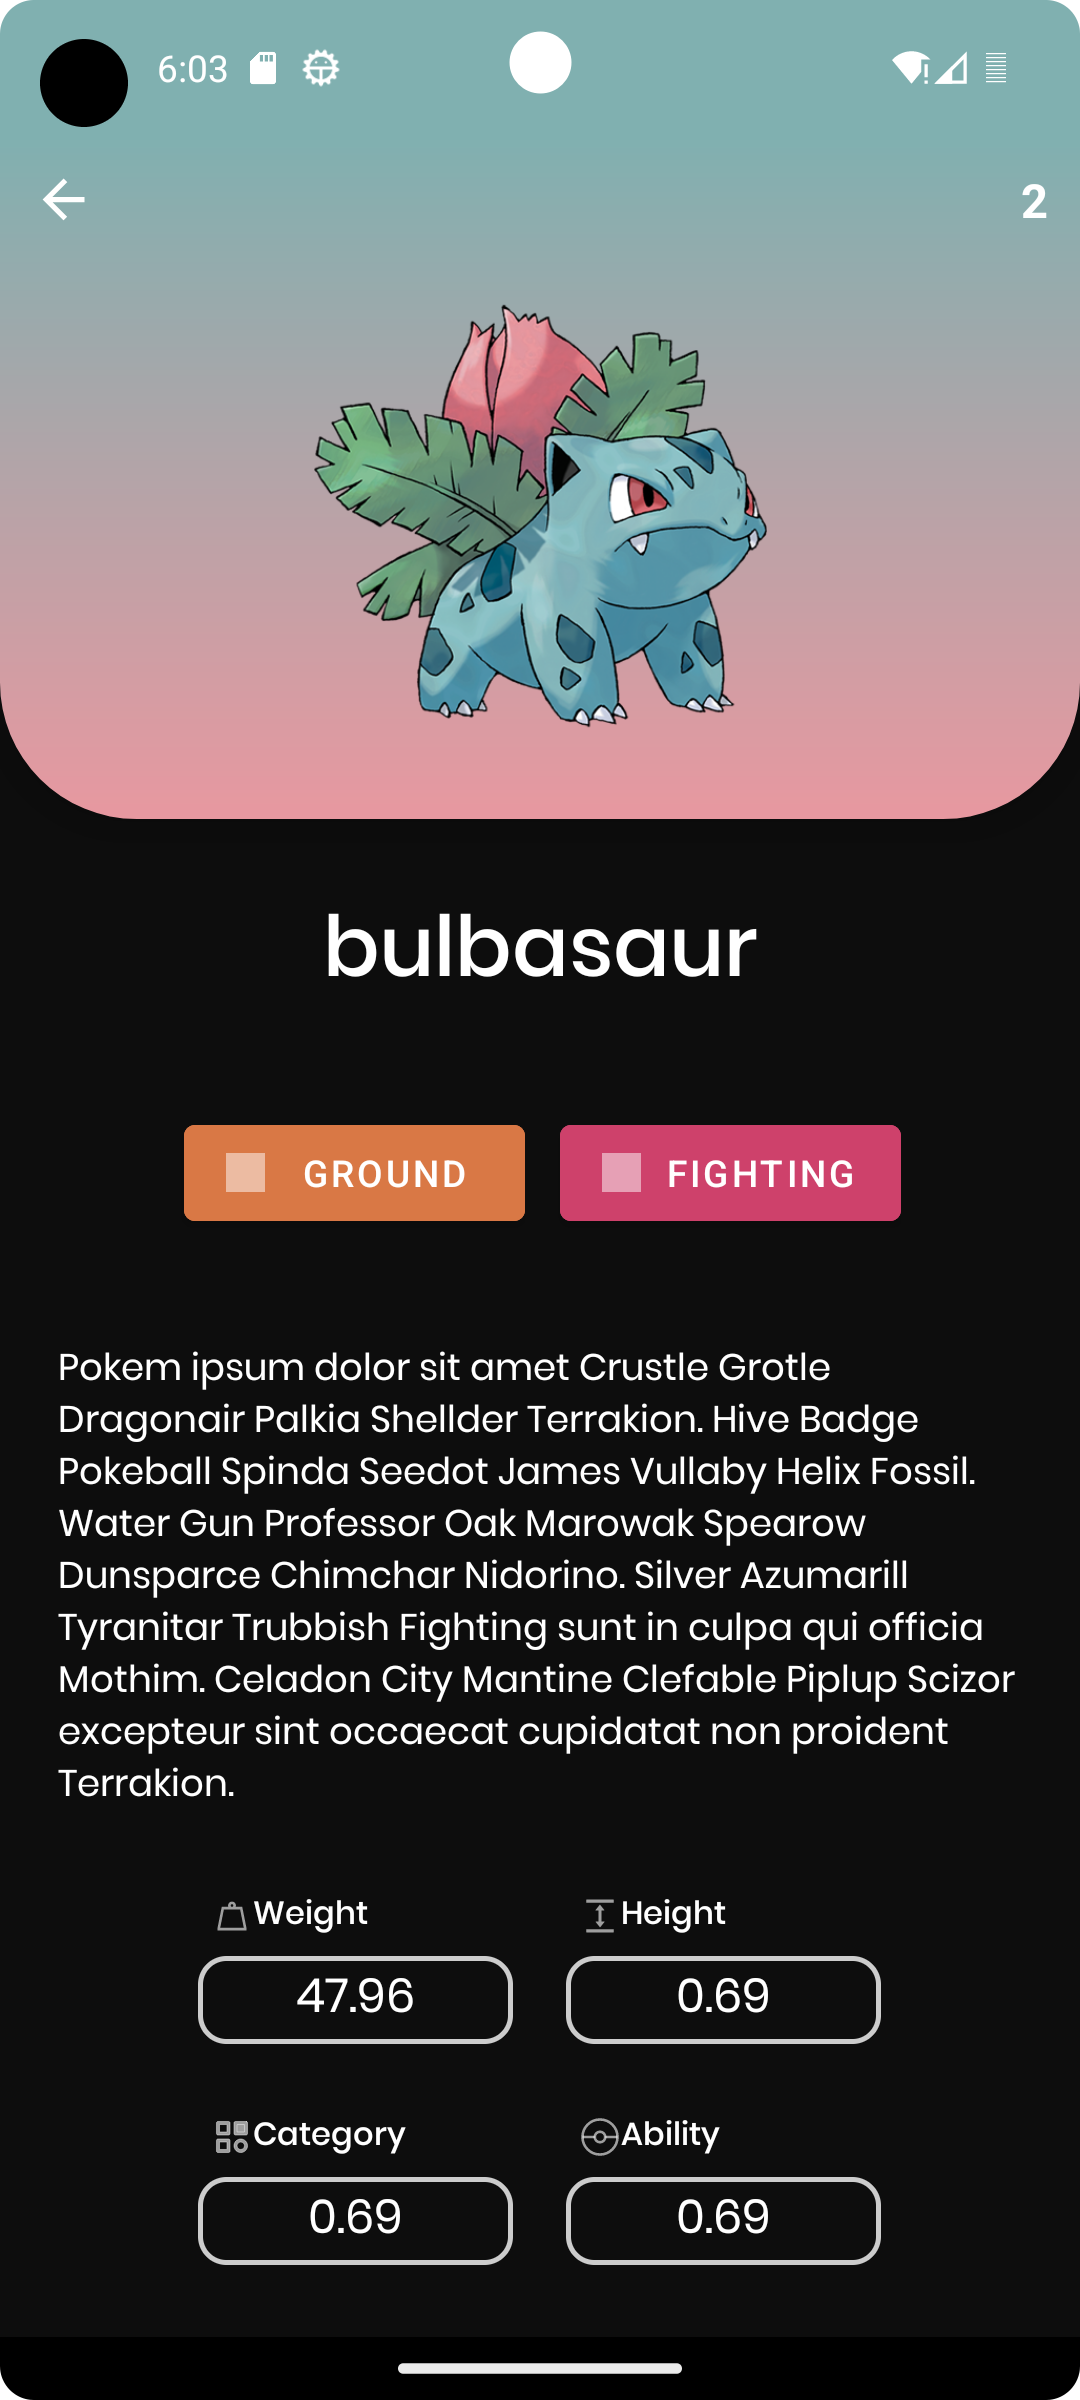 6:03
2
bulbasaur
GROUND
FIGHTING
Pokem ipsum dolor sit amet Crustle Grotle
Dragonair Palkia Shellder Terrakion. Hive Badge
Pokeball Spinda Seedot James Vullaby Helix Fossil.
Water Gun Professor Oak Marowak Spearow
Dunsparce Chimchar Nidorino. Silver Azumarill
Tyranitar Trubbish Fighting sunt in culpa qui officia
Mothim. Celadon City Mantine Clefable Piplup Scizor
excepteur sint occaecat cupidatat non proident
Terrakion.
Weight
Height
47.96
0.69
Category
Ability
0.69
0.69